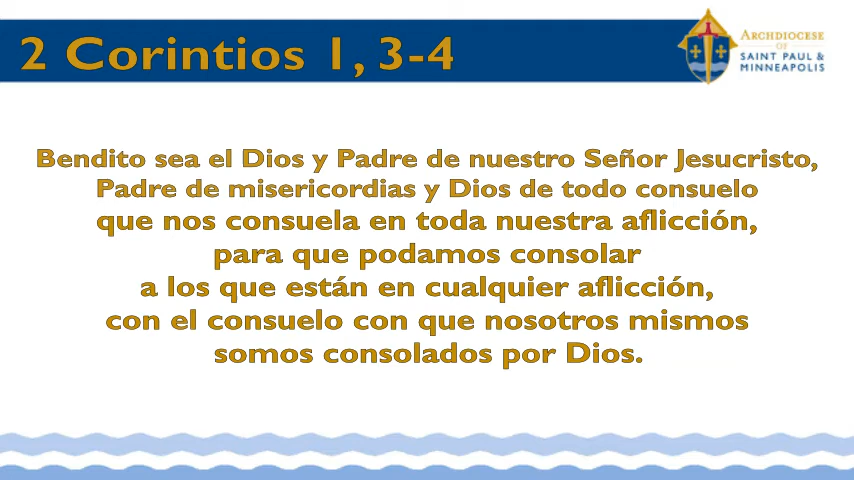 2 Corintios 1, 3-4
ARCHDIOCESE
OF
SAINT PAUL &
MINNEAPOLIS
Bendito sea el Dios y Padre de nuestro Señor Jesucristo,
Padre de misericordias y Dios de todo consuelo
que nos consuela en toda nuestra aflicción,
para que podamos consolar
a los que están en cualquier aflicción,
con el consuelo con que nosotros mismos
somos consolados por Dios.